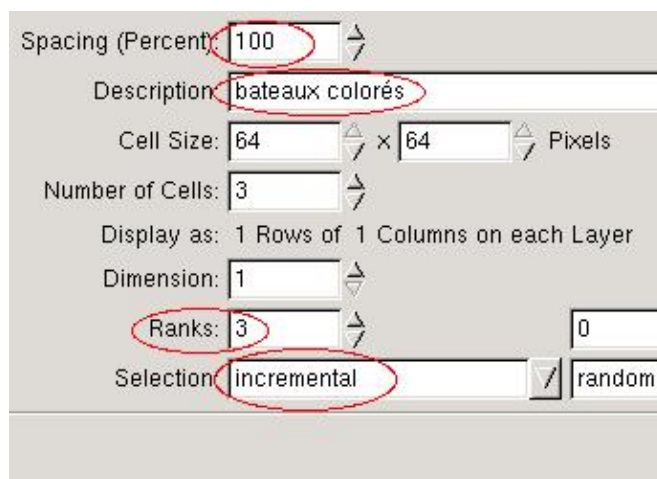 Spacing (Percent): 100
Description: bateaux colorés
Cell Size: 64 x 64 Pixels
Number of Cells: 3
Display as: 1 Rows of 1 Columns on each Layer
Dimension: 1
Ranks: 3 0
Selection incremental random